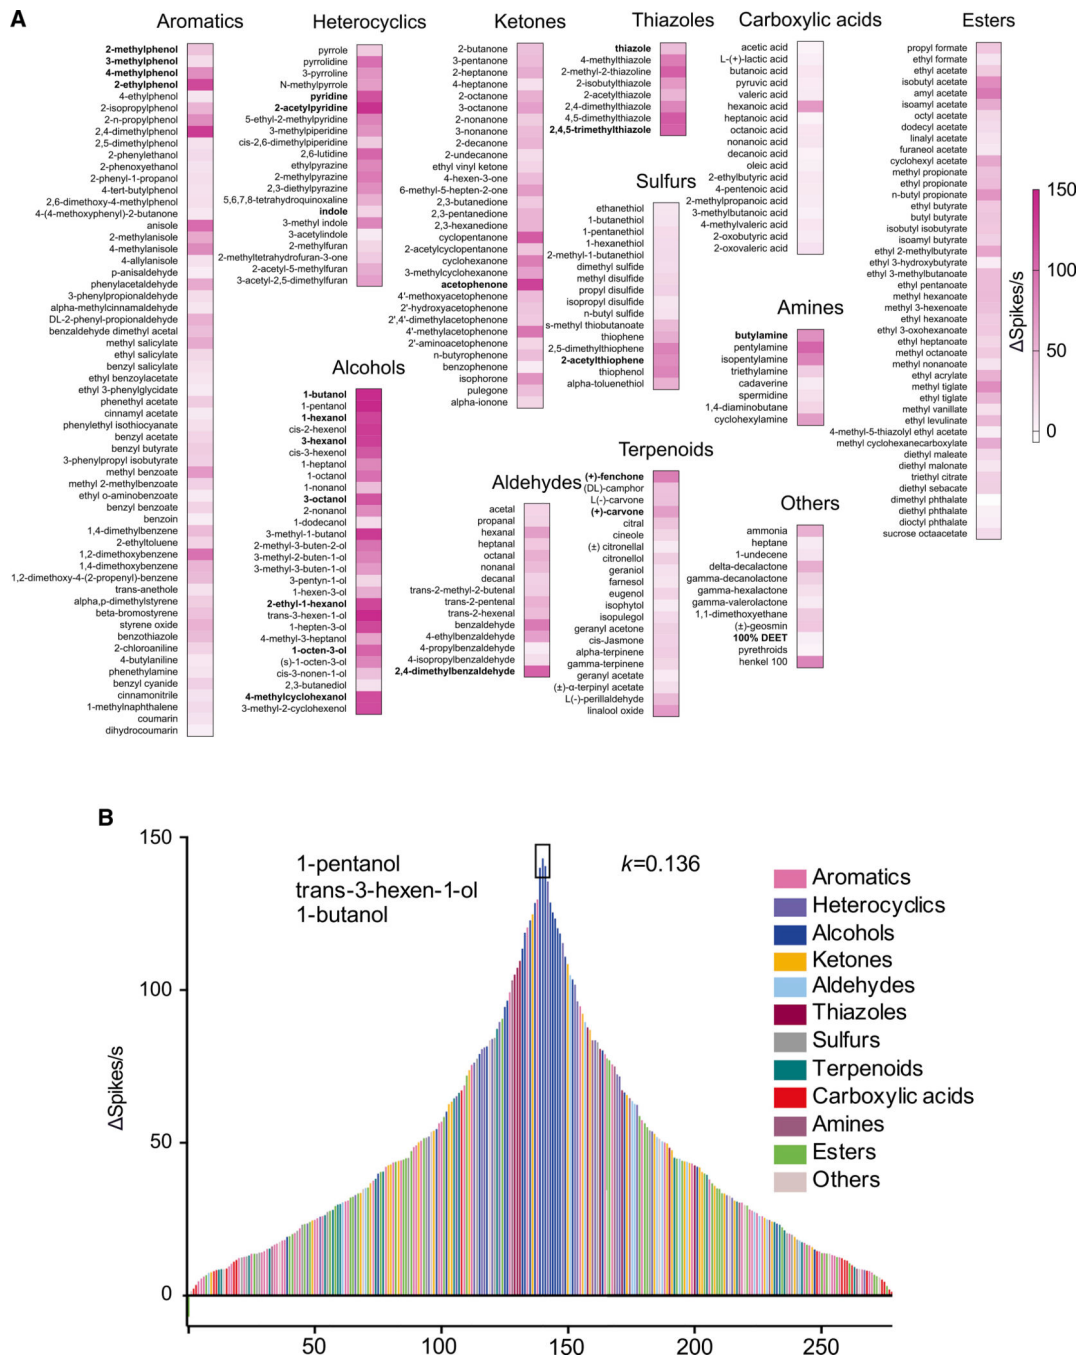 A
Aromatics
2-methylphenol
3-methylphenol
4-methylphenol
2-ethylphenol
4-ethylphenol
2-isopropylphenol
2-n-propylphenol
2,4-dimethylphenol
2,5-dimethylphenol
2-phenylethanol
2-phenoxyethanol
2-phenyl-1-propanol
4-tert-butylphenol
2,6-dimethoxy-4-methylphenol
4-(4-methoxyphenyl)-2-butanone
anisole
2-methylanisole
4-methylanisole
4-allylanisole
p-anisaldehyde
phenylacetaldehyde
3-phenylpropionaldehyde
alpha-methylcinnamaldehyde
DL-2-phenyl-propionaldehyde
benzaldehyde dimethyl acetal
methyl salicylate
ethyl salicylate
benzyl salicylate
ethyl benzoylacetate
ethyl 3-phenylglycidate
phenethyl acetate
cinnamyl acetate
phenylethyl isothiocyanate
benzyl acetate
benzyl butyrate
3-phenylpropyl isobutyrate
methyl benzoate
methyl 2-methylbenzoate
ethyl o-aminobenzoate
benzyl benzoate
benzoin
1,4-dimethylbenzene
2-ethyltoluene
1,2-dimethoxybenzene
1,4-dimethoxybenzene
1,2-dimethoxy-4-(2-propenyl)-benzene
trans-anethole
alpha,p-dimethylstyrene
beta-bromostyrene
styrene oxide
benzothiazole
2-chloroaniline
4-butylaniline
phenethylamine
benzyl cyanide
cinnamonitrile
1-methylnaphthalene
coumarin
dihydrocoumarin
Heterocyclics
pyrrole
pyrrolidine
3-pyrroline
N-methylpyrrole
pyridine
2-acetylpyridine
5-ethyl-2-methylpyridine
3-methylpiperidine
cis-2,6-dimethylpiperidine
2,6-lutidine
ethylpyrazine
2-methylpyrazine
2,3-diethylpyrazine
5,6,7,8-tetrahydroquinoxaline
indole
3-methyl indole
3-acetylindole
2-methylfuran
2-methyltetrahydrofuran-3-one
2-acetyl-5-methylfuran
3-acetyl-2,5-dimethylfuran
Alcohols
1-butanol
1-pentanol
1-hexanol
cis-2-hexenol
3-hexanol
cis-3-hexenol
1-heptanol
1-octanol
1-nonanol
3-octanol
2-nonanol
1-dodecanol
3-methyl-1-butanol
2-methyl-3-buten-2-ol
3-methyl-2-buten-1-ol
3-methyl-3-buten-1-ol
3-pentyn-1-ol
1-hexen-3-ol
2-ethyl-1-hexanol
trans-3-hexen-1-ol
1-hepten-3-ol
4-methyl-3-heptanol
1-octen-3-ol
(s)-1-octen-3-ol
cis-3-nonen-1-ol
2,3-butanediol
4-methylcyclohexanol
3-methyl-2-cyclohexenol
Ketones
2-butanone
3-pentanone
2-heptanone
4-heptanone
2-octanone
3-octanone
2-nonanone
3-nonanone
2-decanone
2-undecanone
ethyl vinyl ketone
4-hexen-3-one
6-methyl-5-hepten-2-one
2,3-butanedione
2,3-pentanedione
2,3-hexanedione
cyclopentanone
2-acetylcyclopentanone
cyclohexanone
3-methylcyclohexanone
acetophenone
4'-methoxyacetophenone
2'-hydroxyacetophenone
2',4'-dimethylacetophenone
4'-methylacetophenone
2'-aminoacetophenone
n-butyrophenone
benzophenone
isophorone
pulegone
alpha-ionone
Aldehydes
acetal
propanal
hexanal
heptanal
octanal
nonanal
decanal
trans-2-methyl-2-butenal
trans-2-pentenal
trans-2-hexenal
benzaldehyde
4-ethylbenzaldehyde
4-propylbenzaldehyde
4-isopropylbenzaldehyde
2,4-dimethylbenzaldehyde
Thiazoles
thiazole
4-methylthiazole
2-methyl-2-thiazoline
2-isobutylthiazole
2-acetylthiazole
2,4-dimethylthiazole
4,5-dimethylthiazole
2,4,5-trimethylthiazole
Sulfurs
ethanethiol
1-butanethiol
1-pentanethiol
1-hexanethiol
2-methyl-1-butanethiol
dimethyl sulfide
methyl disulfide
propyl disulfide
isopropyl disulfide
n-butyl sulfide
s-methyl thiobutanoate
thiophene
2,5-dimethylthiophene
2-acetylthiophene
thiophenol
alpha-toluenethiol
Terpenoids
(+)-fenchone
(DL)-camphor
L(-)-carvone
(+)-carvone
citral
cineole
(±) citronellal
citronellol
geraniol
farnesol
eugenol
isophytol
isopulegol
geranyl acetone
cis-Jasmone
alpha-terpinene
gamma-terpinene
geranyl acetate
(±)-α-terpinyl acetate
L(-)-perillaldehyde
linalool oxide
Carboxylic acids
acetic acid
L-(+)-lactic acid
butanoic acid
pyruvic acid
valeric acid
hexanoic acid
heptanoic acid
octanoic acid
nonanoic acid
decanoic acid
oleic acid
2-ethylbutyric acid
4-pentenoic acid
2-methylpropanoic acid
3-methylbutanoic acid
4-methylvaleric acid
2-oxobutyric acid
2-oxovaleric acid
Amines
butylamine
pentylamine
isopentylamine
triethylamine
cadaverine
spermidine
1,4-diaminobutane
cyclohexylamine
Others
ammonia
heptane
1-undecene
delta-decalactone
gamma-decanolactone
gamma-hexalactone
gamma-valerolactone
1,1-dimethoxyethane
(±)-geosmin
100% DEET
pyrethroids
henkel 100
Esters
propyl formate
ethyl formate
ethyl acetate
isobutyl acetate
amyl acetate
isoamyl acetate
octyl acetate
dodecyl acetate
linalyl acetate
furaneol acetate
cyclohexyl acetate
methyl propionate
ethyl propionate
n-butyl propionate
ethyl butyrate
butyl butyrate
isobutyl isobutyrate
isoamyl butyrate
ethyl 2-methylbutyrate
ethyl 3-hydroxybutyrate
ethyl 3-methylbutanoate
ethyl pentanoate
methyl hexanoate
methyl 3-hexenoate
ethyl hexanoate
ethyl 3-oxohexanoate
ethyl heptanoate
methyl octanoate
methyl nonanoate
ethyl acrylate
methyl tiglate
ethyl tiglate
methyl vanillate
ethyl levulinate
4-methyl-5-thiazolyl ethyl acetate
methyl cyclohexanecarboxylate
diethyl maleate
diethyl malonate
triethyl citrate
diethyl sebacate
dimethyl phthalate
diethyl phthalate
dioctyl phthalate
sucrose octaacetate
150
100
50
0
ΔSpikes/s
B
150
100
50
0
ΔSpikes/s
1-pentanol
trans-3-hexen-1-ol
1-butanol
k=0.136
Aromatics
Heterocyclics
Alcohols
Ketones
Aldehydes
Thiazoles
Sulfurs
Terpenoids
Carboxylic acids
Amines
Esters
Others
50
100
150
200
250